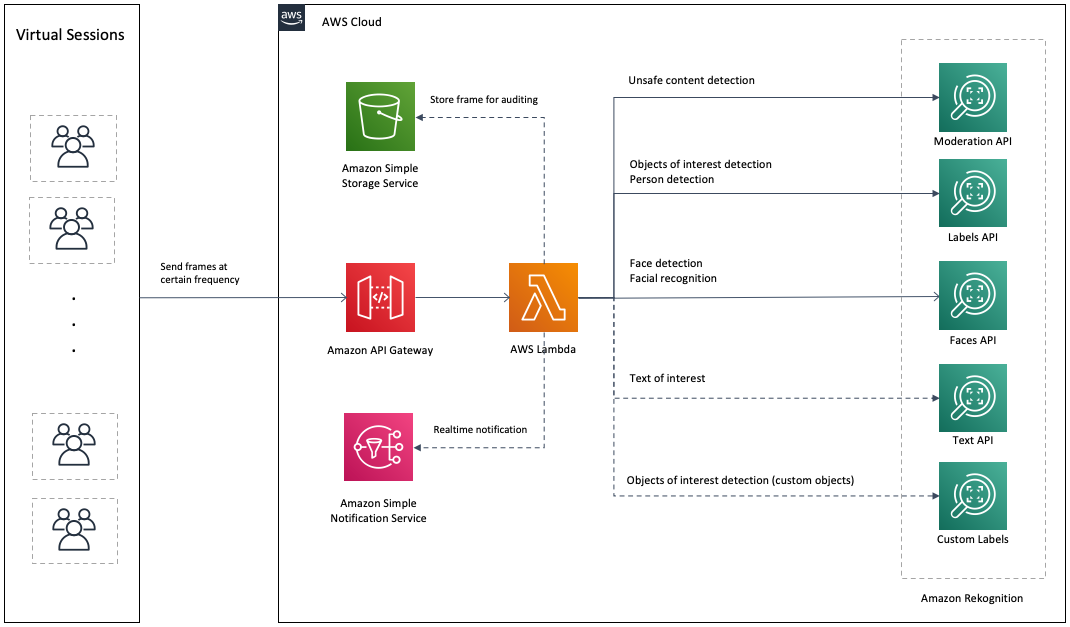 Virtual Sessions
aws
AWS Cloud
Send frames at
certain frequency
Store frame for auditing
Amazon Simple
Storage Service
Amazon API Gateway
AWS Lambda
Realtime notification
Amazon Simple
Notification Service
Unsafe content detection
Moderation API
Objects of interest detection
Person detection
Labels API
Face detection
Facial recognition
Faces API
Text of interest
Text API
Objects of interest detection (custom objects)
Custom Labels
Amazon Rekognition